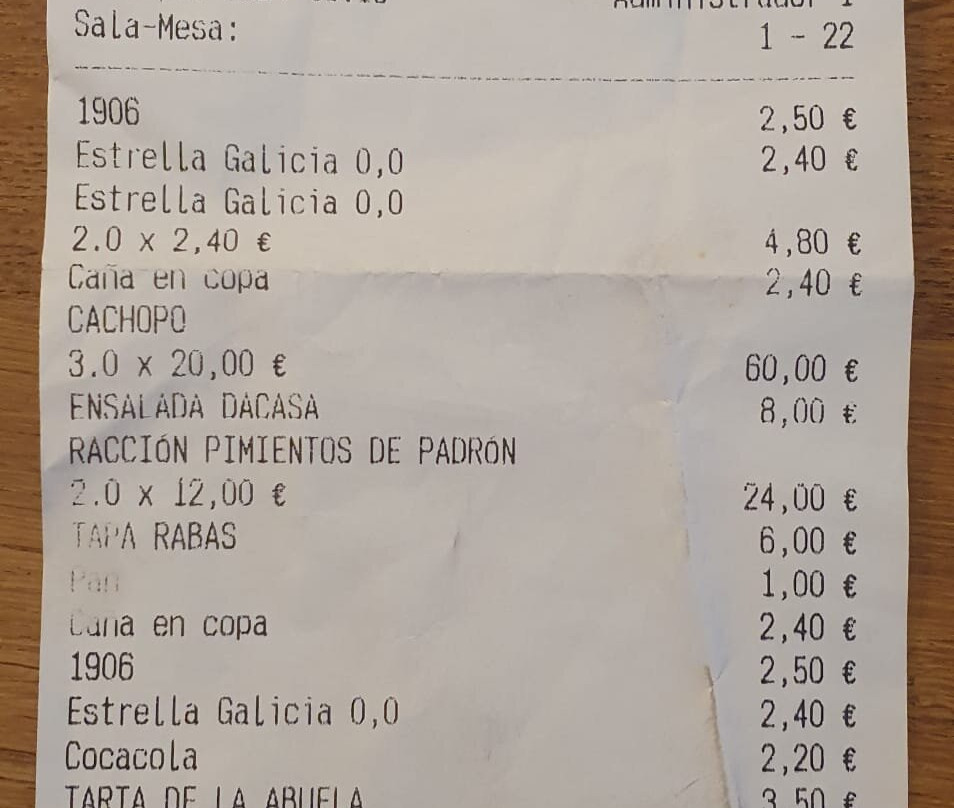 Administrador 1
Sala-Mesa: 1 - 22
1906 2,50 €
Estrella Galicia 0,0 2,40 €
Estrella Galicia 0,0
2.0 x 2,40 € 4,80 €
Caña en copa 2,40 €
CACHOPO
3.0 x 20,00 € 60,00 €
ENSALADA DACASA 8,00 €
RACCIÓN PIMIENTOS DE PADRÓN
2.0 x 12,00 € 24,00 €
TAPA RABAS 6,00 €
Pan 1,00 €
Caña en copa 2,40 €
1906 2,50 €
Estrella Galicia 0,0 2,40 €
Cocacola 2,20 €
TARTA DE LA ABUELA 3,50 €